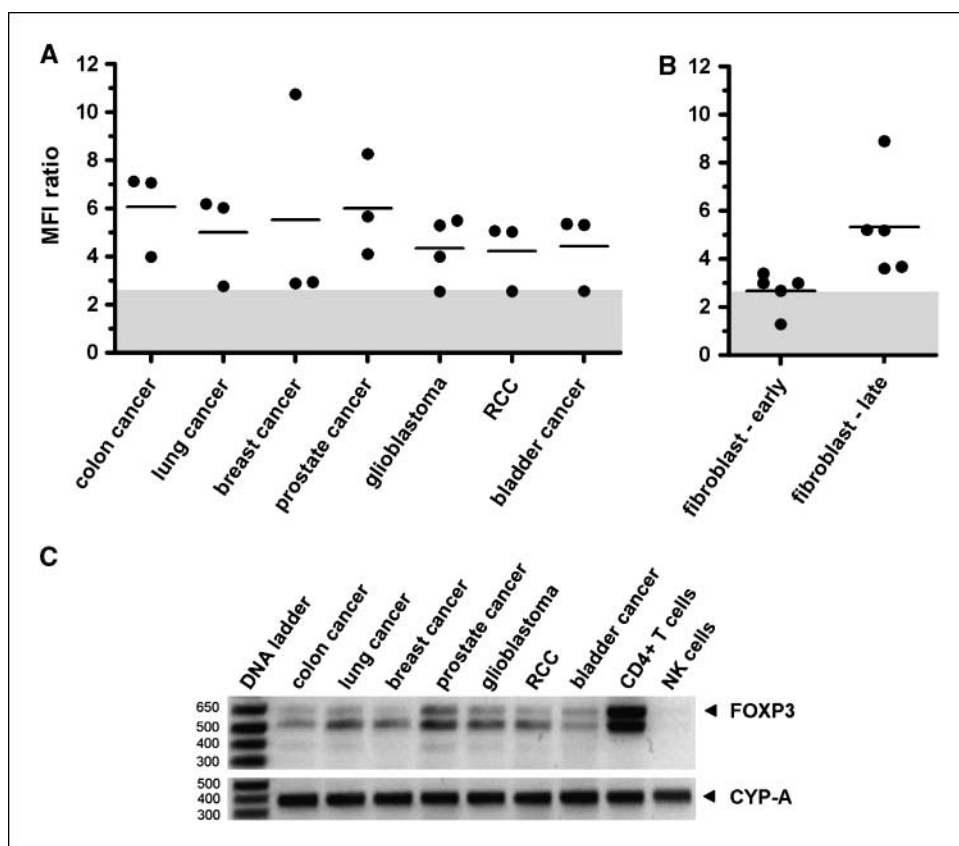 A
12
10
8
6
4
2
0
MFI ratio
colon cancer
lung cancer
breast cancer
prostate cancer
glioblastoma
RCC
bladder cancer
B
12
10
8
6
4
2
0
fibroblast - early
fibroblast - late
C
DNA ladder
colon cancer
lung cancer
breast cancer
prostate cancer
glioblastoma
RCC
bladder cancer
CD4+ T cells
NK cells
650
500
400
300
FOXP3
500
400
300
CYP-A